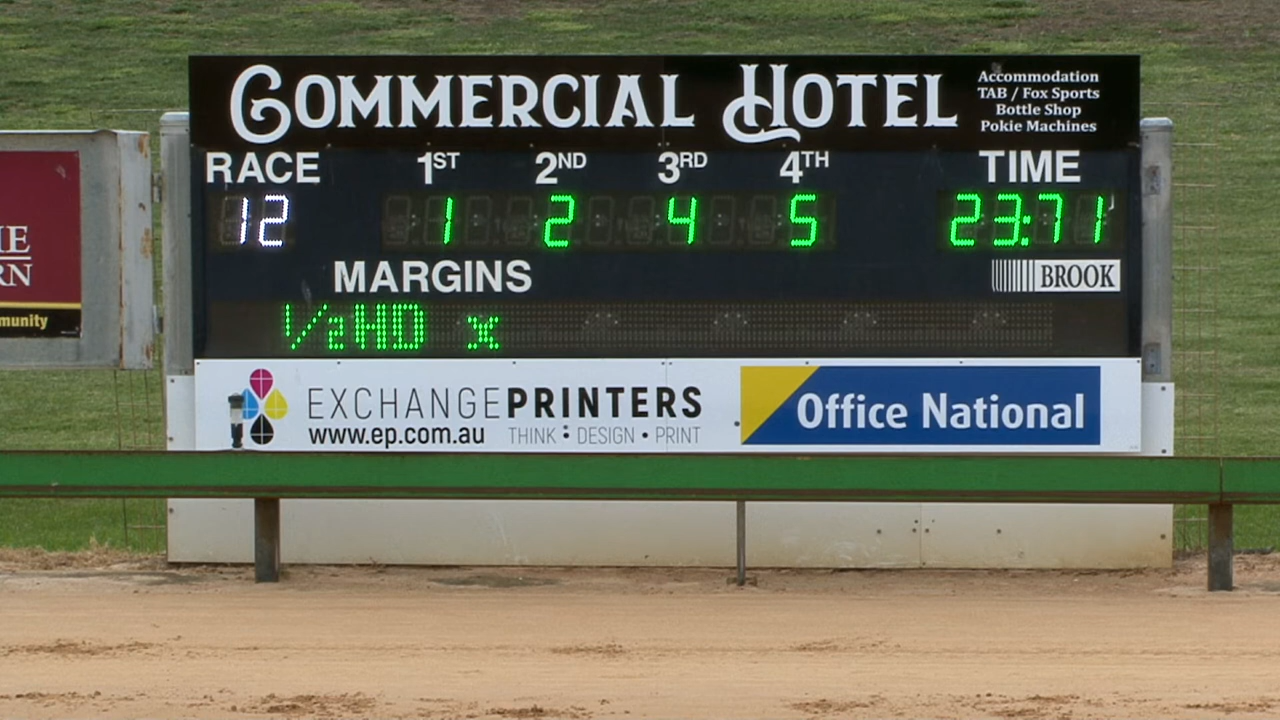 COMMERCIAL HOTEL
Accommodation
TAB / Fox Sports
Bottle Shop
Pokie Machines
RACE 1ST 2ND 3RD 4TH TIME
12 1 2 4 5 23:71
MARGINS
BROOK
1/2HD x
EXCHANGEPRINTERS
www.ep.com.au THINK : DESIGN • PRINT
Office National
munity